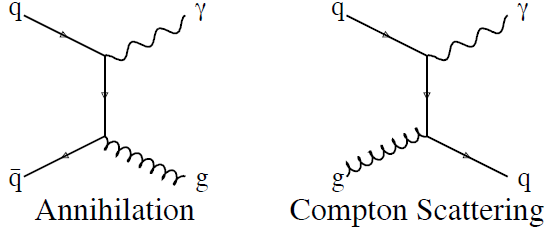 q γ q γ
q̄ g g q
Annihilation Compton Scattering